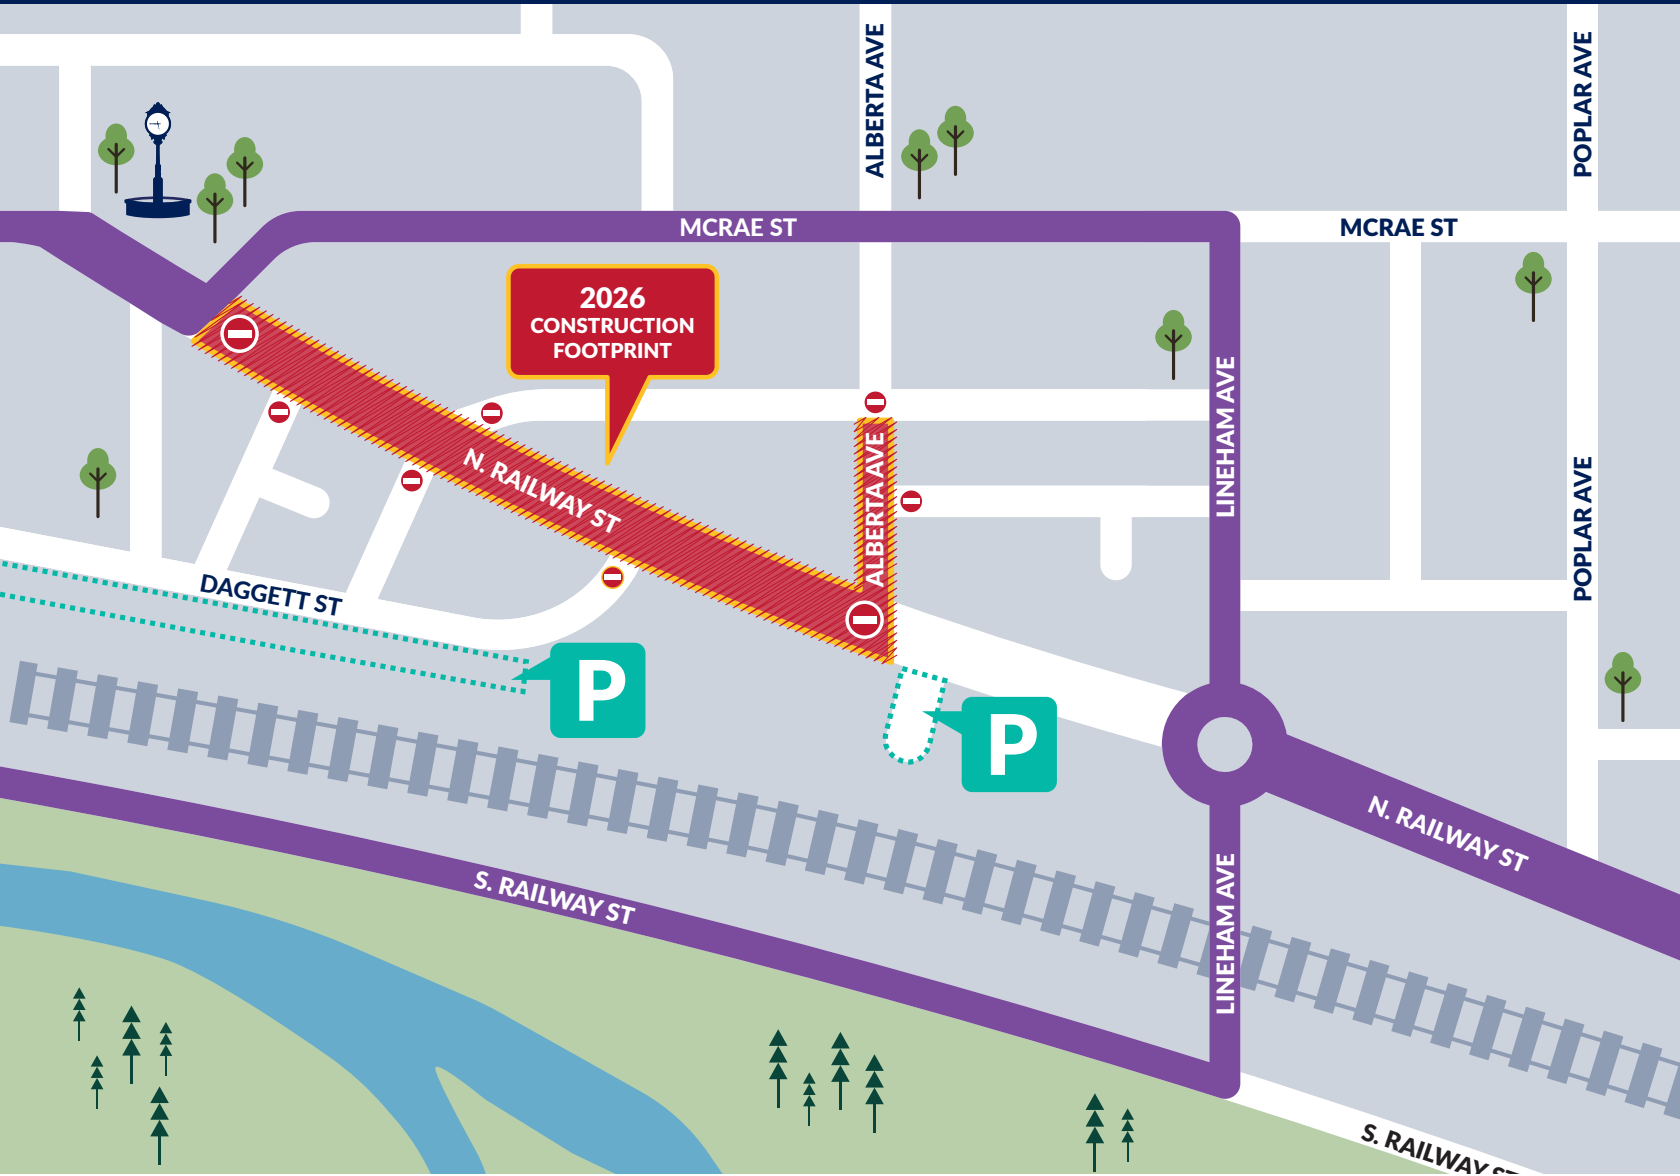 ALBERTA AVE
POPLAR AVE
MCRAE ST
MCRAE ST
2026
CONSTRUCTION
FOOTPRINT
LINEHAM AVE
N. RAILWAY ST
ALBERTA AVE
POPLAR AVE
DAGGETT ST
P
P
N. RAILWAY ST
S. RAILWAY ST
LINEHAM AVE
S. RAILWAY ST